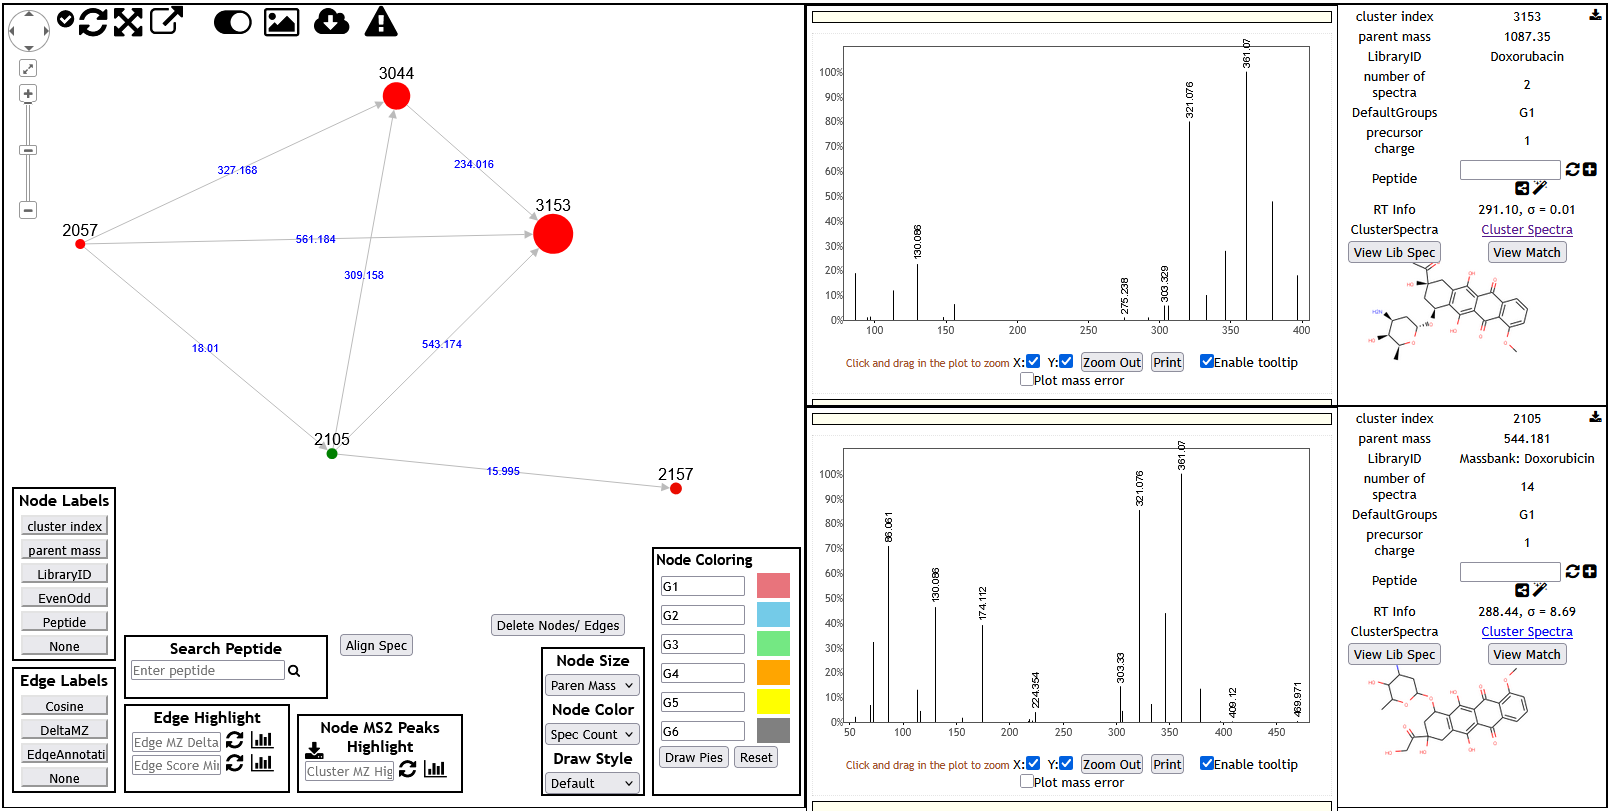 3044
327.168
234.016
3153
2057
561.184
309.158
18.01
543.174
2105
15.995
2157
Node Labels
cluster index
parent mass
LibraryID
EvenOdd
Peptide
None
Edge Labels
Cosine
DeltaMZ
EdgeAnnotati
None
Search Peptide
Enter peptide
Align Spec
Edge Highlight
Edge MZ Delta
Edge Score Min
Node MS2 Peaks
Highlight
Cluster MZ Hig
Delete Nodes/ Edges
Node Size
Paren Mass
Node Color
Spec Count
Draw Style
Default
Node Coloring
G1
G2
G3
G4
G5
G6
Draw Pies Reset
100%
90%
80%
70%
60%
50%
40%
30%
20%
10%
0%
130.086
275.238
303.329
321.076
361.07
100 150 200 250 300 350 400
Click and drag in the plot to zoom X: Y: Zoom Out Print Enable tooltip
Plot mass error
cluster index 3153
parent mass 1087.35
LibraryID Doxorubacin
number of
spectra 2
DefaultGroups G1
precursor
charge 1
Peptide
RT Info 291.10, σ = 0.01
ClusterSpectra Cluster Spectra
View Lib Spec View Match
100%
90%
80%
70%
60%
50%
40%
30%
20%
10%
0%
86.061
130.086
174.112
224.354
303.33
321.076
361.07
409.12
469.971
50 100 150 200 250 300 350 400 450
Click and drag in the plot to zoom X: Y: Zoom Out Print Enable tooltip
Plot mass error
cluster index 2105
parent mass 544.181
LibraryID Massbank: Doxorubicin
number of
spectra 14
DefaultGroups G1
precursor
charge 1
Peptide
RT Info 288.44, σ = 8.69
ClusterSpectra Cluster Spectra
View Lib Spec View Match